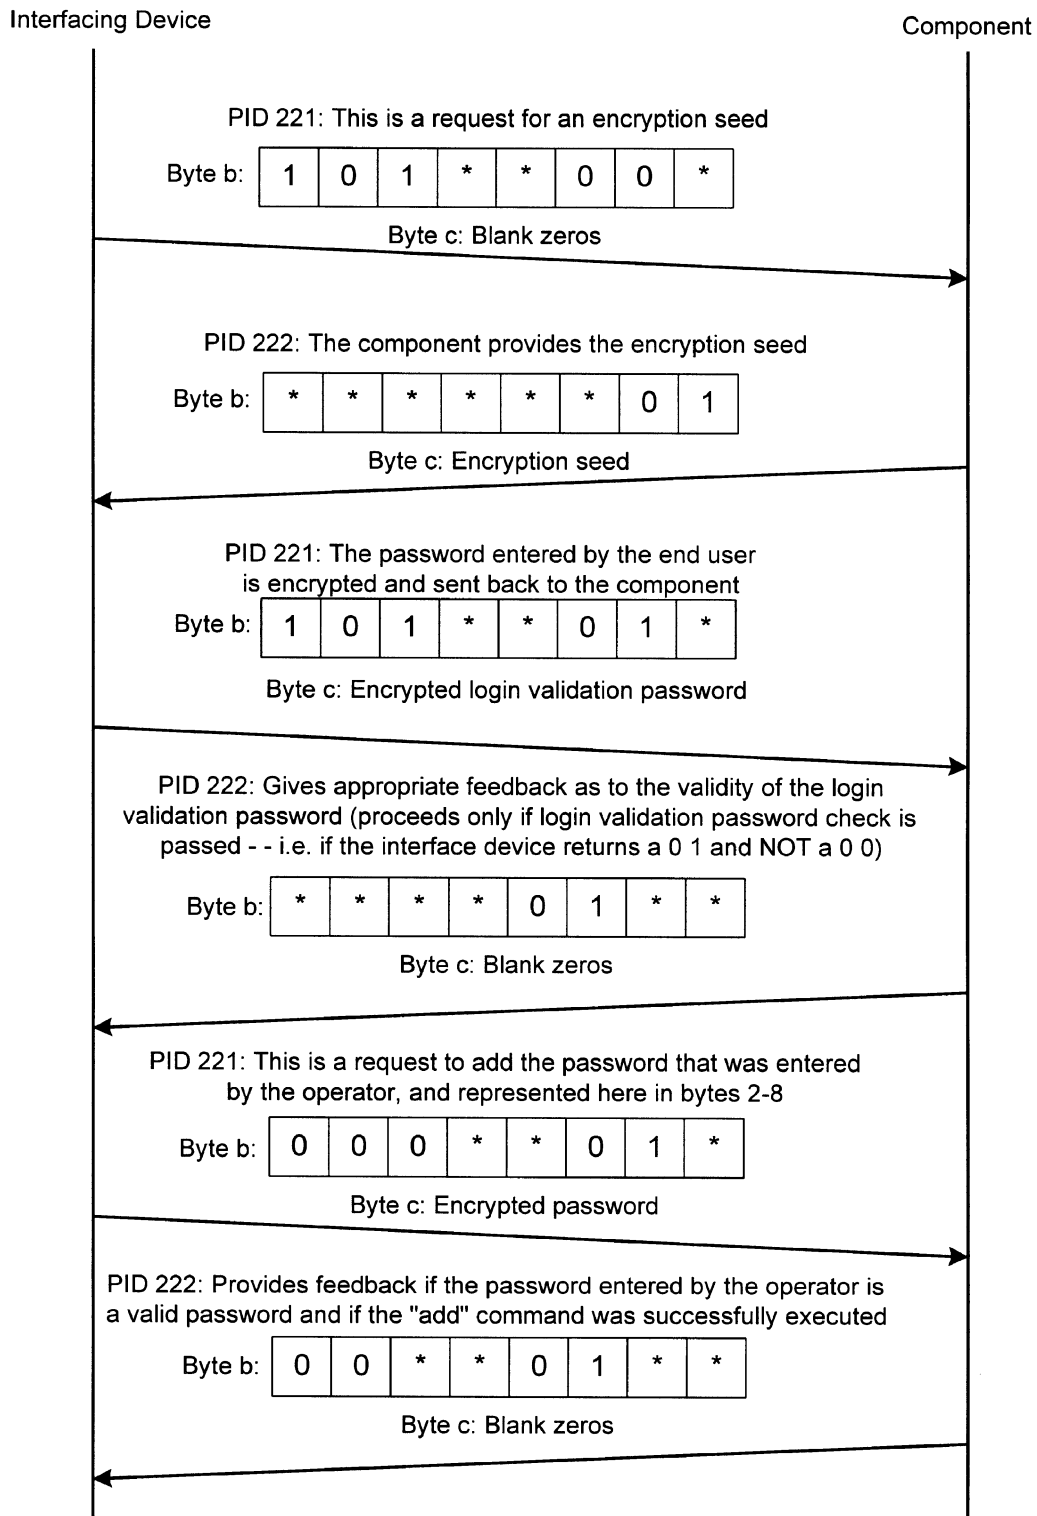 Interfacing Device
Component
PID 221: This is a request for an encryption seed
Byte b: 1 0 1 * * 0 0 *
Byte c: Blank zeros
PID 222: The component provides the encryption seed
Byte b: * * * * * * 0 1
Byte c: Encryption seed
PID 221: The password entered by the end user
is encrypted and sent back to the component
Byte b: 1 0 1 * * 0 1 *
Byte c: Encrypted login validation password
PID 222: Gives appropriate feedback as to the validity of the login
validation password (proceeds only if login validation password check is
passed - - i.e. if the interface device returns a 0 1 and NOT a 0 0)
Byte b: * * * * 0 1 * *
Byte c: Blank zeros
PID 221: This is a request to add the password that was entered
by the operator, and represented here in bytes 2-8
Byte b: 0 0 0 * * 0 1 *
Byte c: Encrypted password
PID 222: Provides feedback if the password entered by the operator is
a valid password and if the "add" command was successfully executed
Byte b: 0 0 * * 0 1 * *
Byte c: Blank zeros